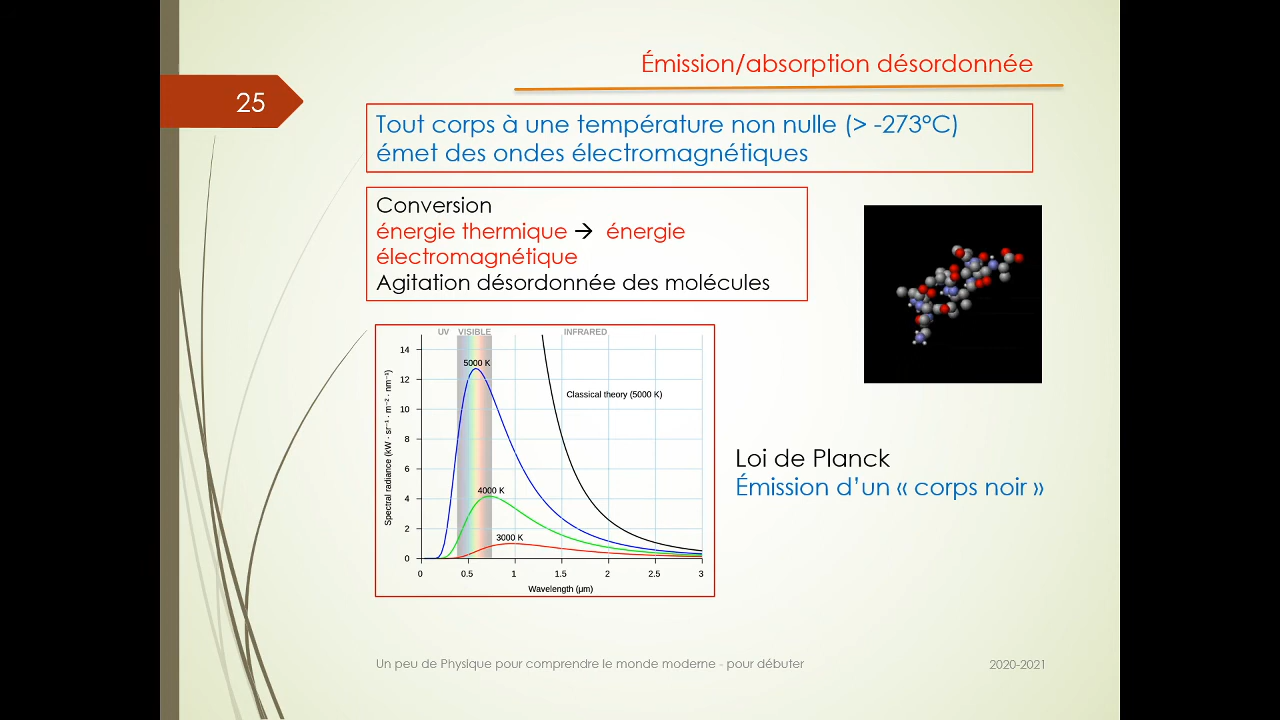 Émission/absorption désordonnée
25
Tout corps à une température non nulle (> -273°C)
émet des ondes électromagnétiques
Conversion
énergie thermique → énergie
électromagnétique
Agitation désordonnée des molécules
UV VISIBLE INFRARED
14
12
10
8
6
4
2
0
Spectral radiance (kW · sr⁻¹ · m⁻² · nm⁻¹)
5000 K
Classical theory (5000 K)
4000 K
3000 K
0 0.5 1 1.5 2 2.5 3
Wavelength (μm)
Loi de Planck
Émission d’un « corps noir »
Un peu de Physique pour comprendre le monde moderne - pour débuter
2020-2021